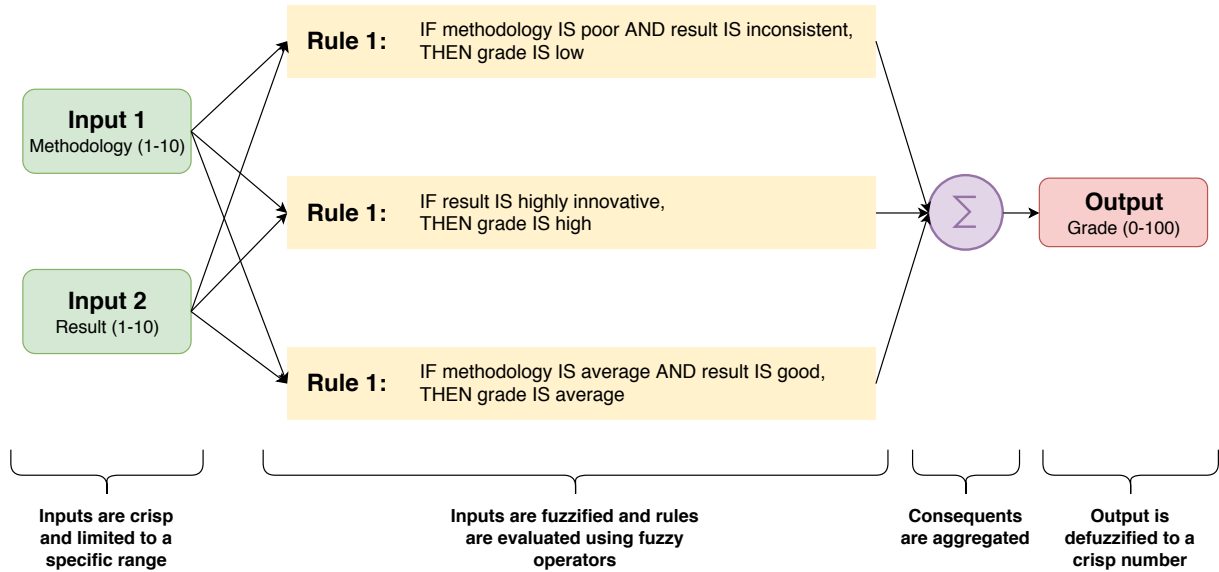 Input 1
Methodology (1-10)
Input 2
Result (1-10)
Rule 1:
IF methodology IS poor AND result IS inconsistent,
THEN grade IS low
Rule 1:
IF result IS highly innovative,
THEN grade IS high
Rule 1:
IF methodology IS average AND result IS good,
THEN grade IS average
Σ
Output
Grade (0-100)
Inputs are crisp
and limited to a
specific range
Inputs are fuzzified and rules
are evaluated using fuzzy
operators
Consequents
are aggregated
Output is
defuzzified to a
crisp number